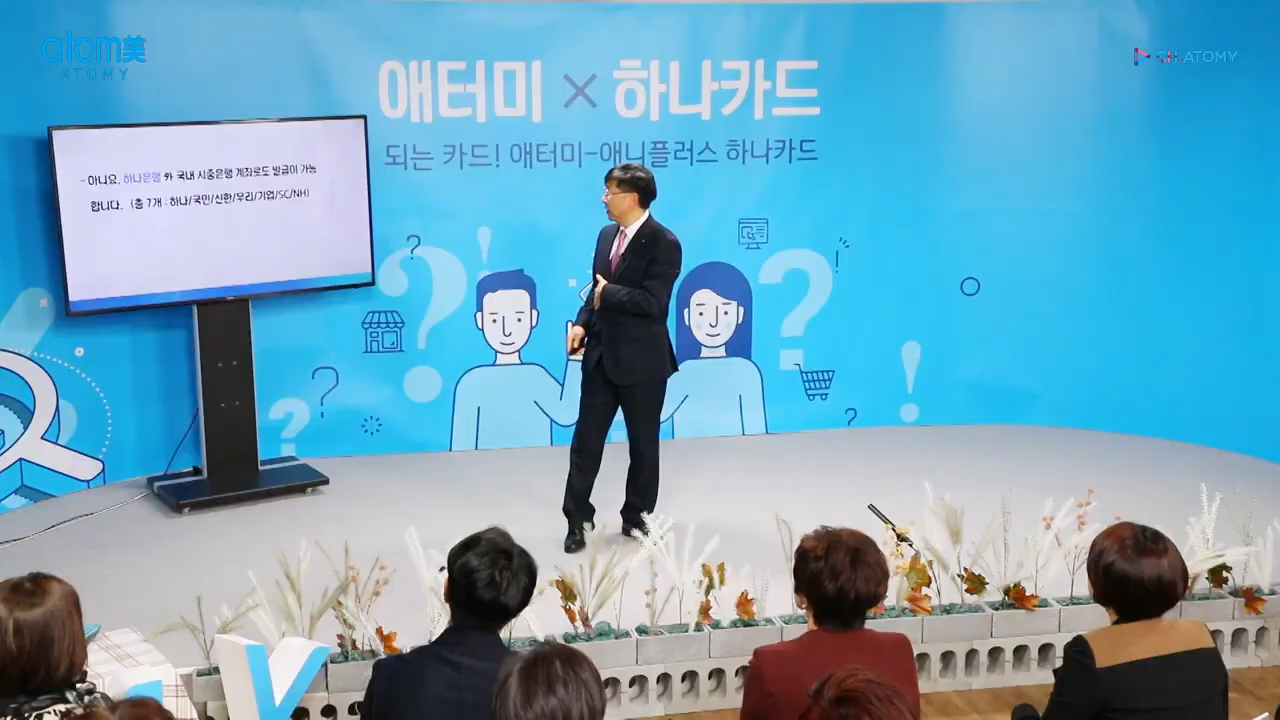 atom美
ATOMY
CH.ATOMY
애터미 × 하나카드
되는 카드! 애터미-애니플러스 하나카드
- 아니요, 하나은행 外 국내 시중은행 계좌로도 발급이 가능
합니다. (총 7개 : 하나/국민/신한/우리/기업/SC/NH)
Y